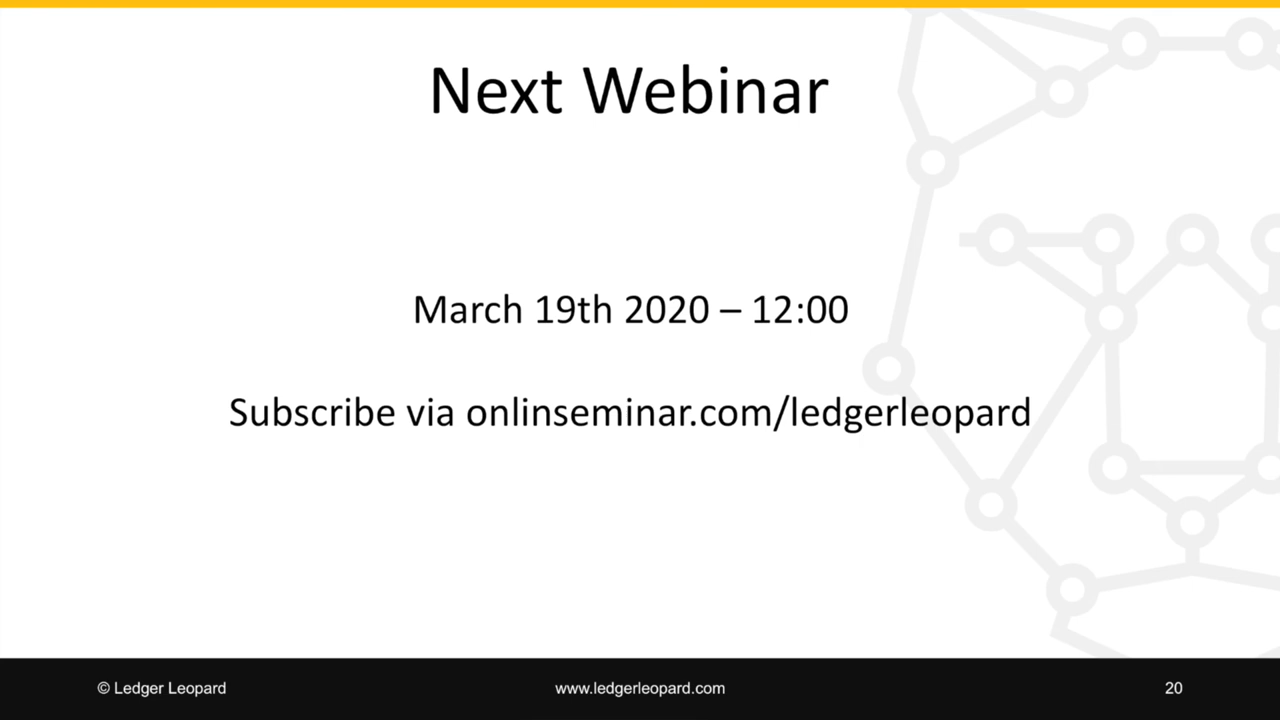 Next Webinar
March 19th 2020 – 12:00
Subscribe via onlinseminar.com/ledgerleopard
© Ledger Leopard
www.ledgerleopard.com
20